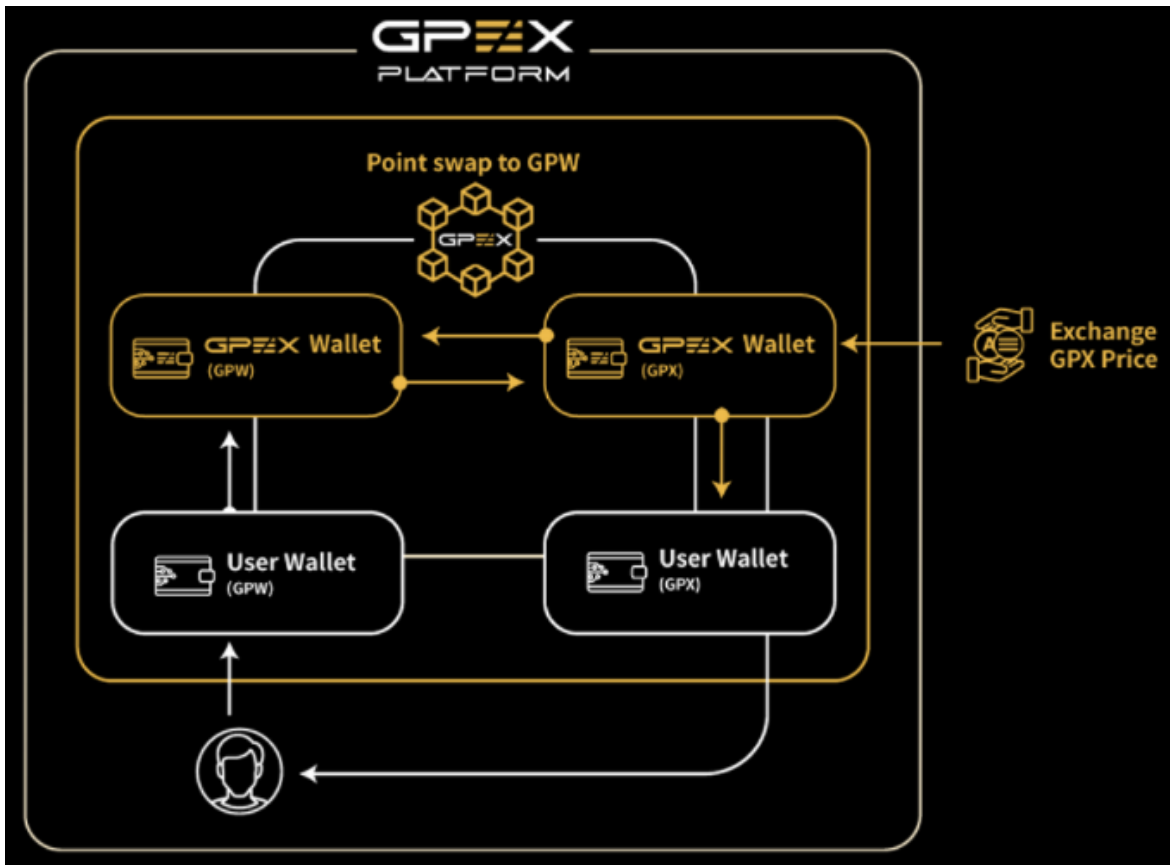 GPEX
PLATFORM
Point swap to GPW
GPEX
GPEX Wallet
(GPW)
GPEX Wallet
(GPX)
Exchange
GPX Price
User Wallet
(GPW)
User Wallet
(GPX)